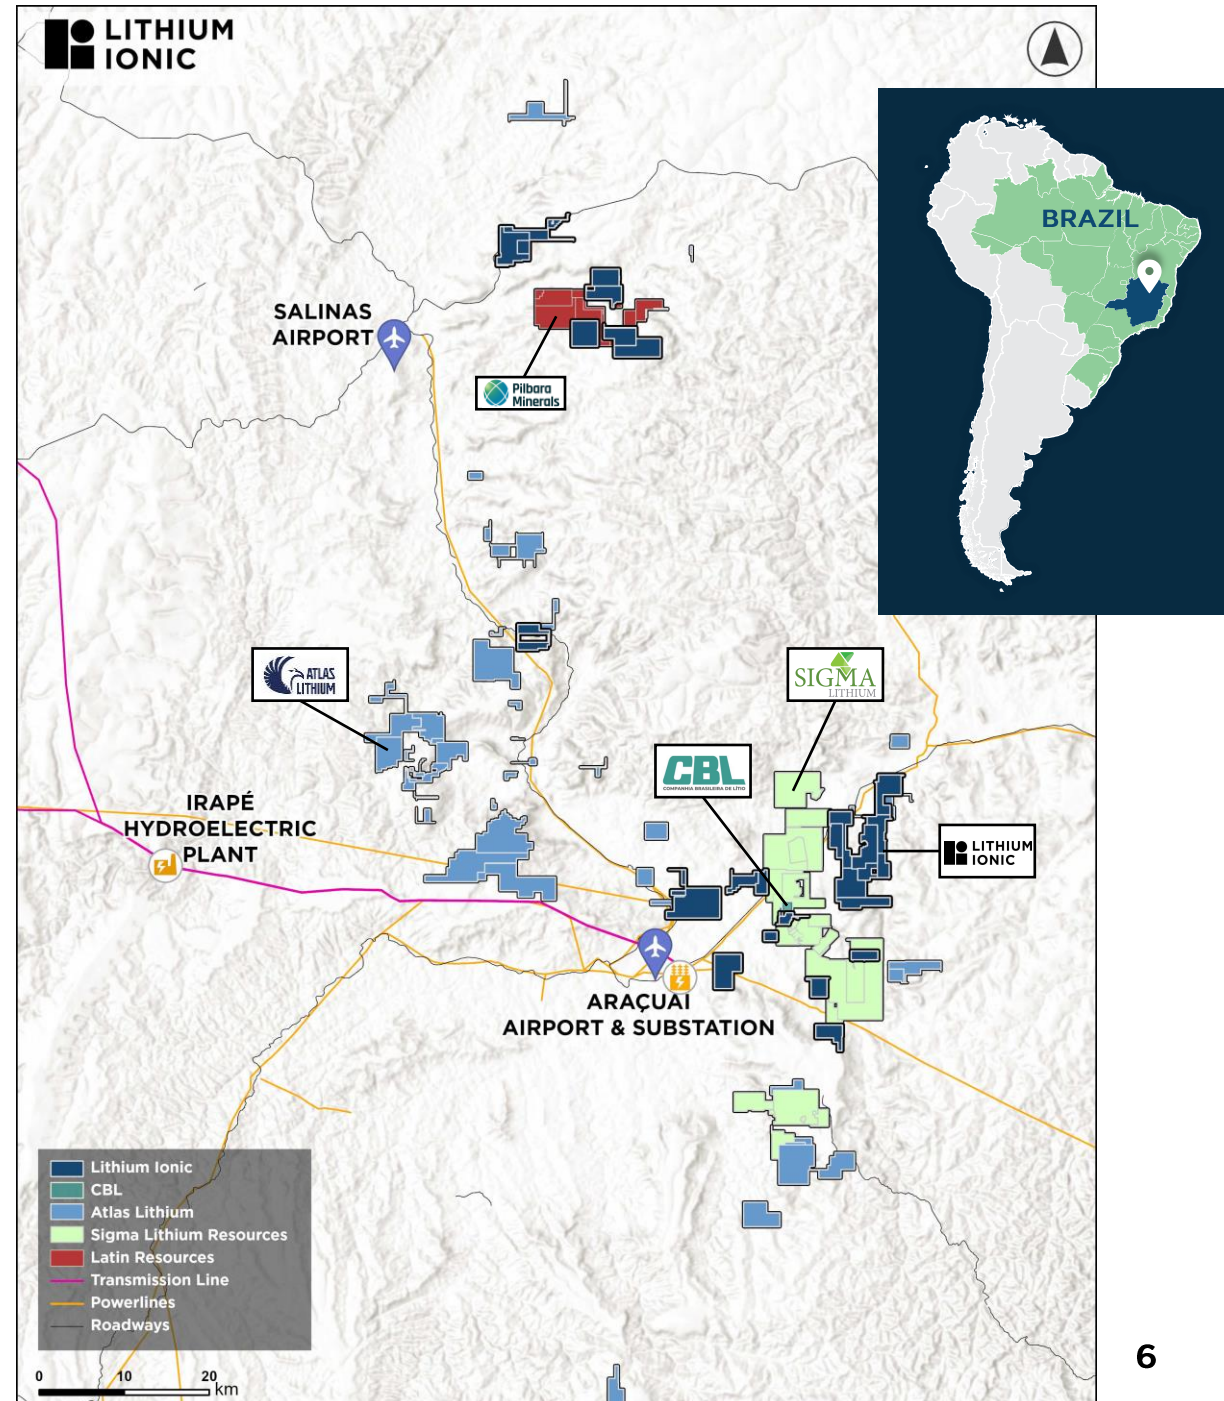 LITHIUM
IONIC
BRAZIL
SALINAS
AIRPORT
Pilbara
Minerals
ATLAS
LITHIUM
SIGMA
LITHIUM
CBL
COMPANHIA BRASILEIRA DE LÍTIO
IRAPÉ
HYDROELECTRIC
PLANT
LITHIUM
IONIC
ARAÇUAÍ
AIRPORT & SUBSTATION
Lithium Ionic
CBL
Atlas Lithium
Sigma Lithium Resources
Latin Resources
Transmission Line
Powerlines
Roadways
0 10 20
km
6